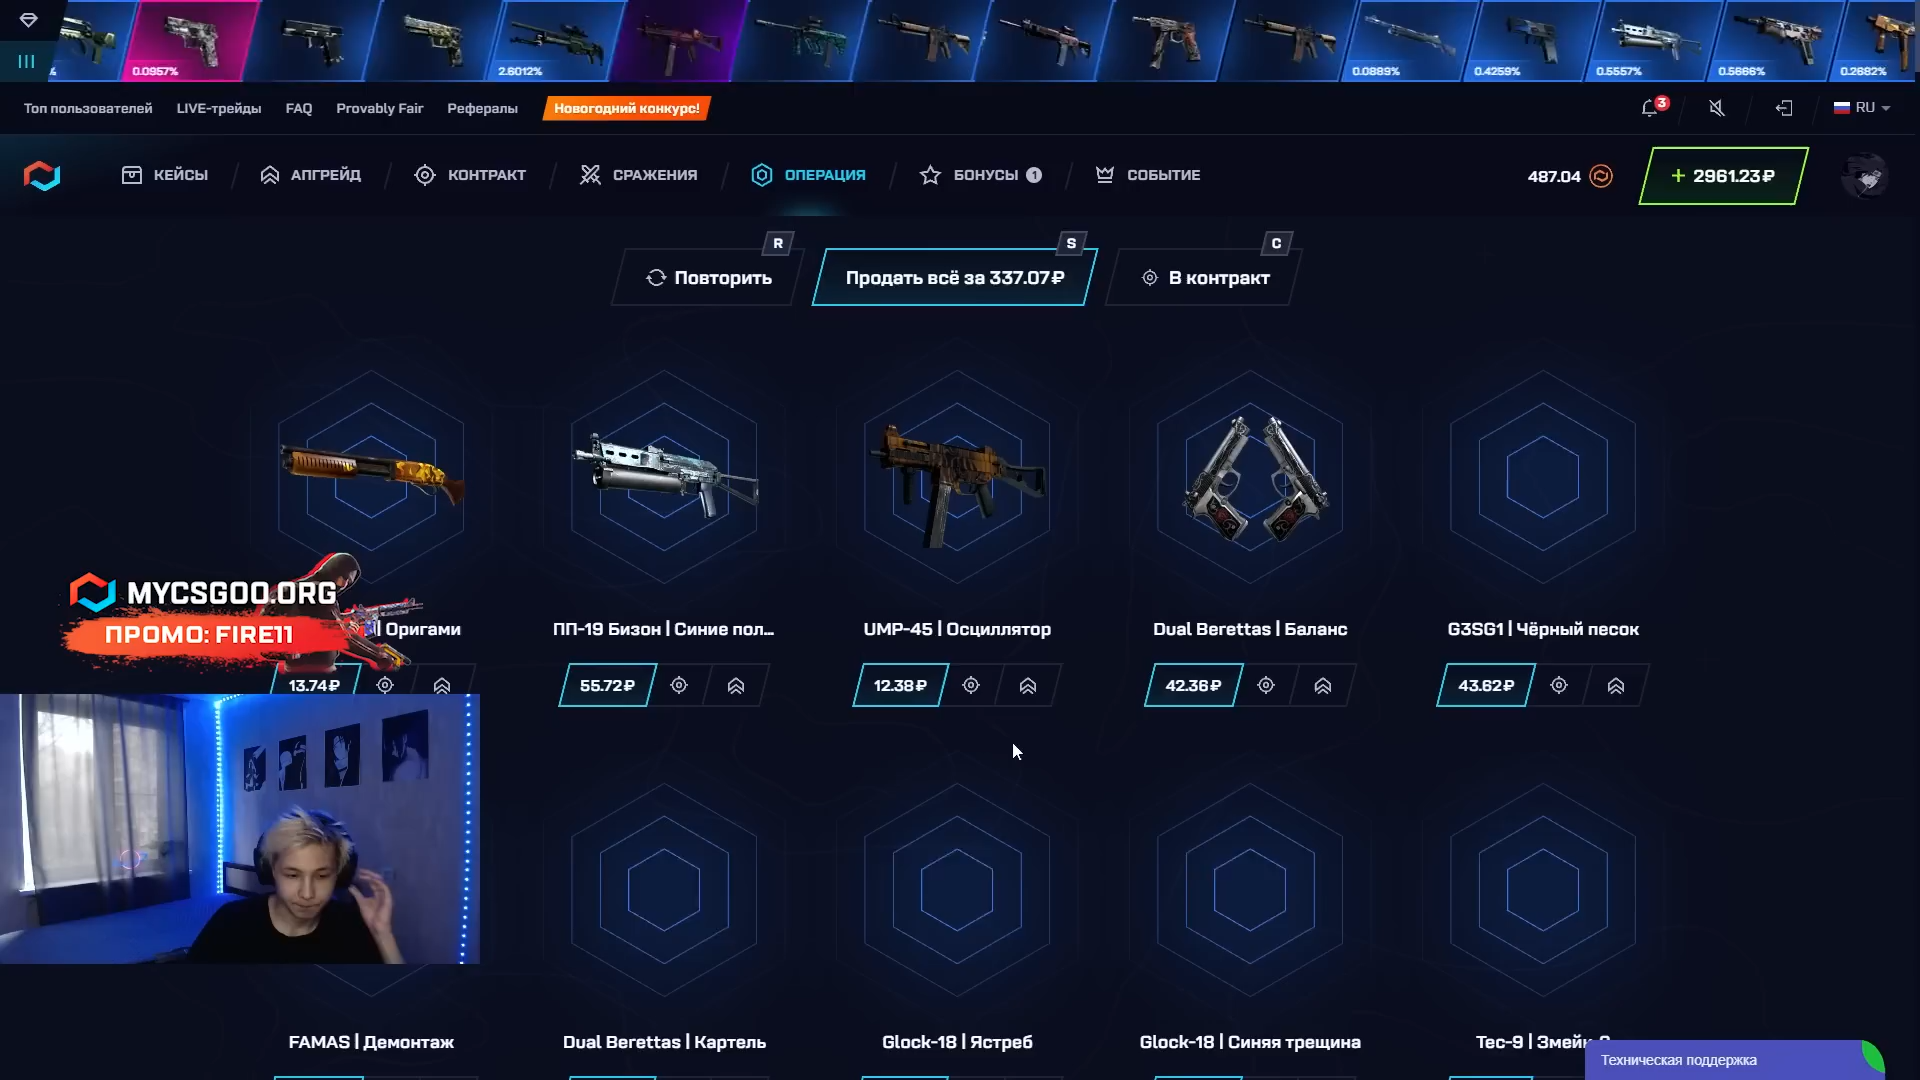 0.0957%
2.6012%
0.0889%
0.4259%
0.5557%
0.5666%
0.2682%
Топ пользователей
LIVE-трейды
FAQ
Provably Fair
Рефералы
Новогодний конкурс!
3
RU
КЕЙСЫ
АПГРЕЙД
КОНТРАКТ
СРАЖЕНИЯ
ОПЕРАЦИЯ
БОНУСЫ 1
СОБЫТИЕ
487.04
+ 2961.23₽
R
S
C
Повторить
Продать всё за 337.07₽
В контракт
MYCSGOO.ORG
ПРОМО: FIRE11
| Оригами
ПП-19 Бизон | Синие пол...
UMP-45 | Осциллятор
Dual Berettas | Баланс
G3SG1 | Чёрный песок
13.74₽
55.72₽
12.38₽
42.36₽
43.62₽
FAMAS | Демонтаж
Dual Berettas | Картель
Glock-18 | Ястреб
Glock-18 | Синяя трещина
Tec-9 |
Техническая поддержка